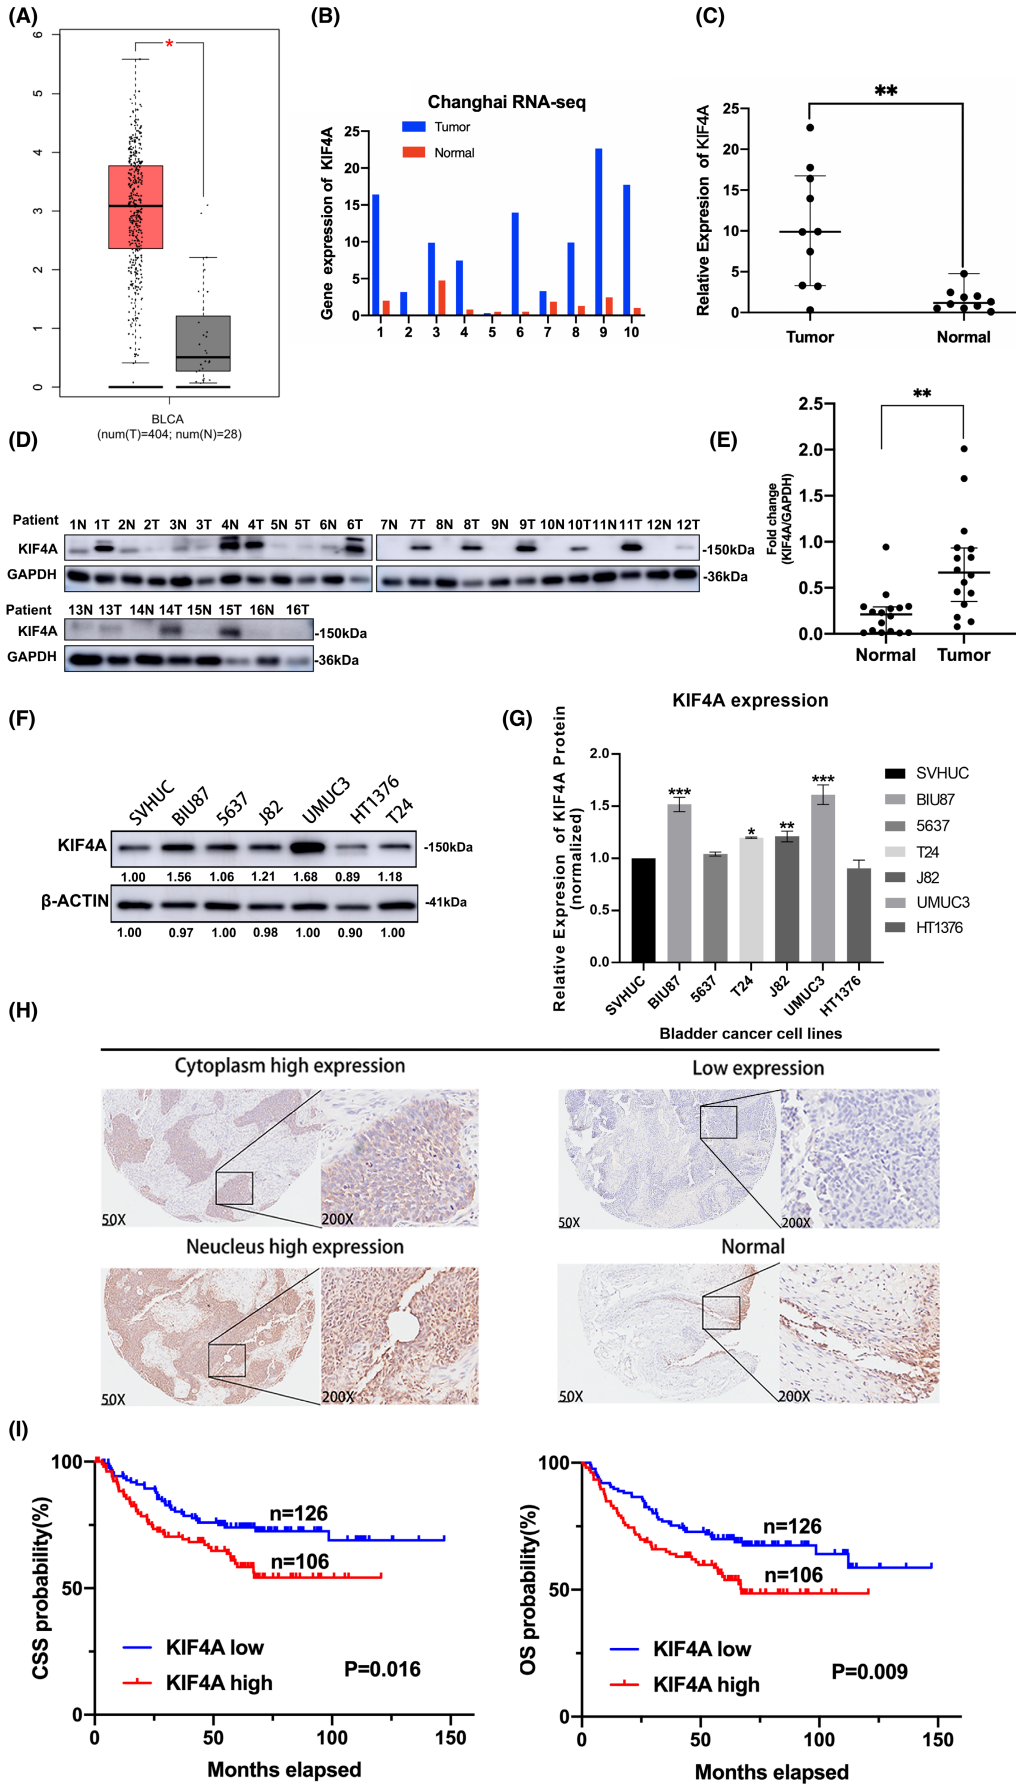 (A)
6
5
4
3
2
1
0
*
BLCA
(num(T)=404; num(N)=28)
(B)
Changhai RNA-seq
Tumor
Normal
Gene expression of KIF4A
25
20
15
10
5
0
1 2 3 4 5 6 7 8 9 10
(C)
**
Relative Expresion of KIF4A
25
20
15
10
5
0
Tumor Normal
(D)
Patient 1N 1T 2N 2T 3N 3T 4N 4T 5N 5T 6N 6T 7N 7T 8N 8T 9N 9T 10N 10T 11N 11T 12N 12T
KIF4A -150kDa
GAPDH -36kDa
Patient
13N 13T 14N 14T 15N 15T 16N 16T
KIF4A -150kDa
GAPDH -36kDa
(E)
**
Fold change
(KIF4A/GAPDH)
2.5
2.0
1.5
1.0
0.5
0.0
Normal Tumor
(F)
SVHUC BIU87 5637 J82 UMUC3 HT1376 T24
KIF4A -150kDa
1.00 1.56 1.06 1.21 1.68 0.89 1.18
β-ACTIN -41kDa
1.00 0.97 1.00 0.98 1.00 0.90 1.00
(G)
KIF4A expression
Relative Expresion of KIF4A Protein
(normalized)
2.0
1.5
1.0
0.5
0.0
*** * ** ***
SVHUC BIU87 5637 T24 J82 UMUC3 HT1376
Bladder cancer cell lines
SVHUC
BIU87
5637
T24
J82
UMUC3
HT1376
(H)
Cytoplasm high expression
50X 200X
Low expression
50X 200X
Neucleus high expression
50X 200X
Normal
50X 200X
(I)
CSS probability(%)
100
50
0
n=126
n=106
KIF4A low
KIF4A high
P=0.016
0 50 100 150
Months elapsed
OS probability(%)
100
50
0
n=126
n=106
KIF4A low
KIF4A high
P=0.009
0 50 100 150
Months elapsed